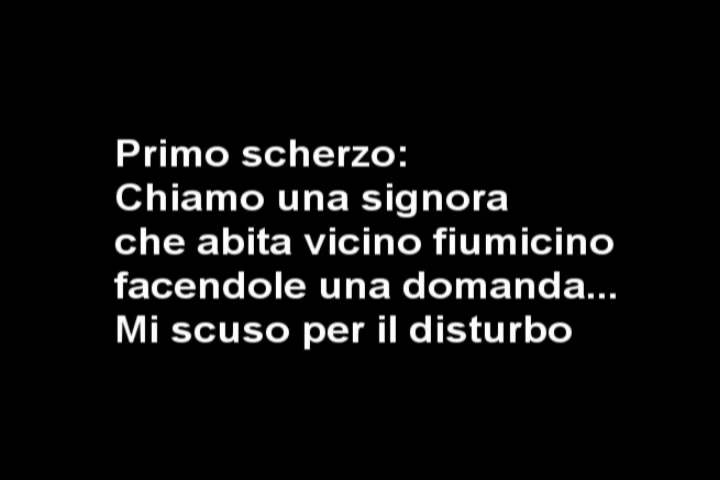 Primo scherzo:
Chiamo una signora
che abita vicino fiumicino
facendole una domanda...
Mi scuso per il disturbo